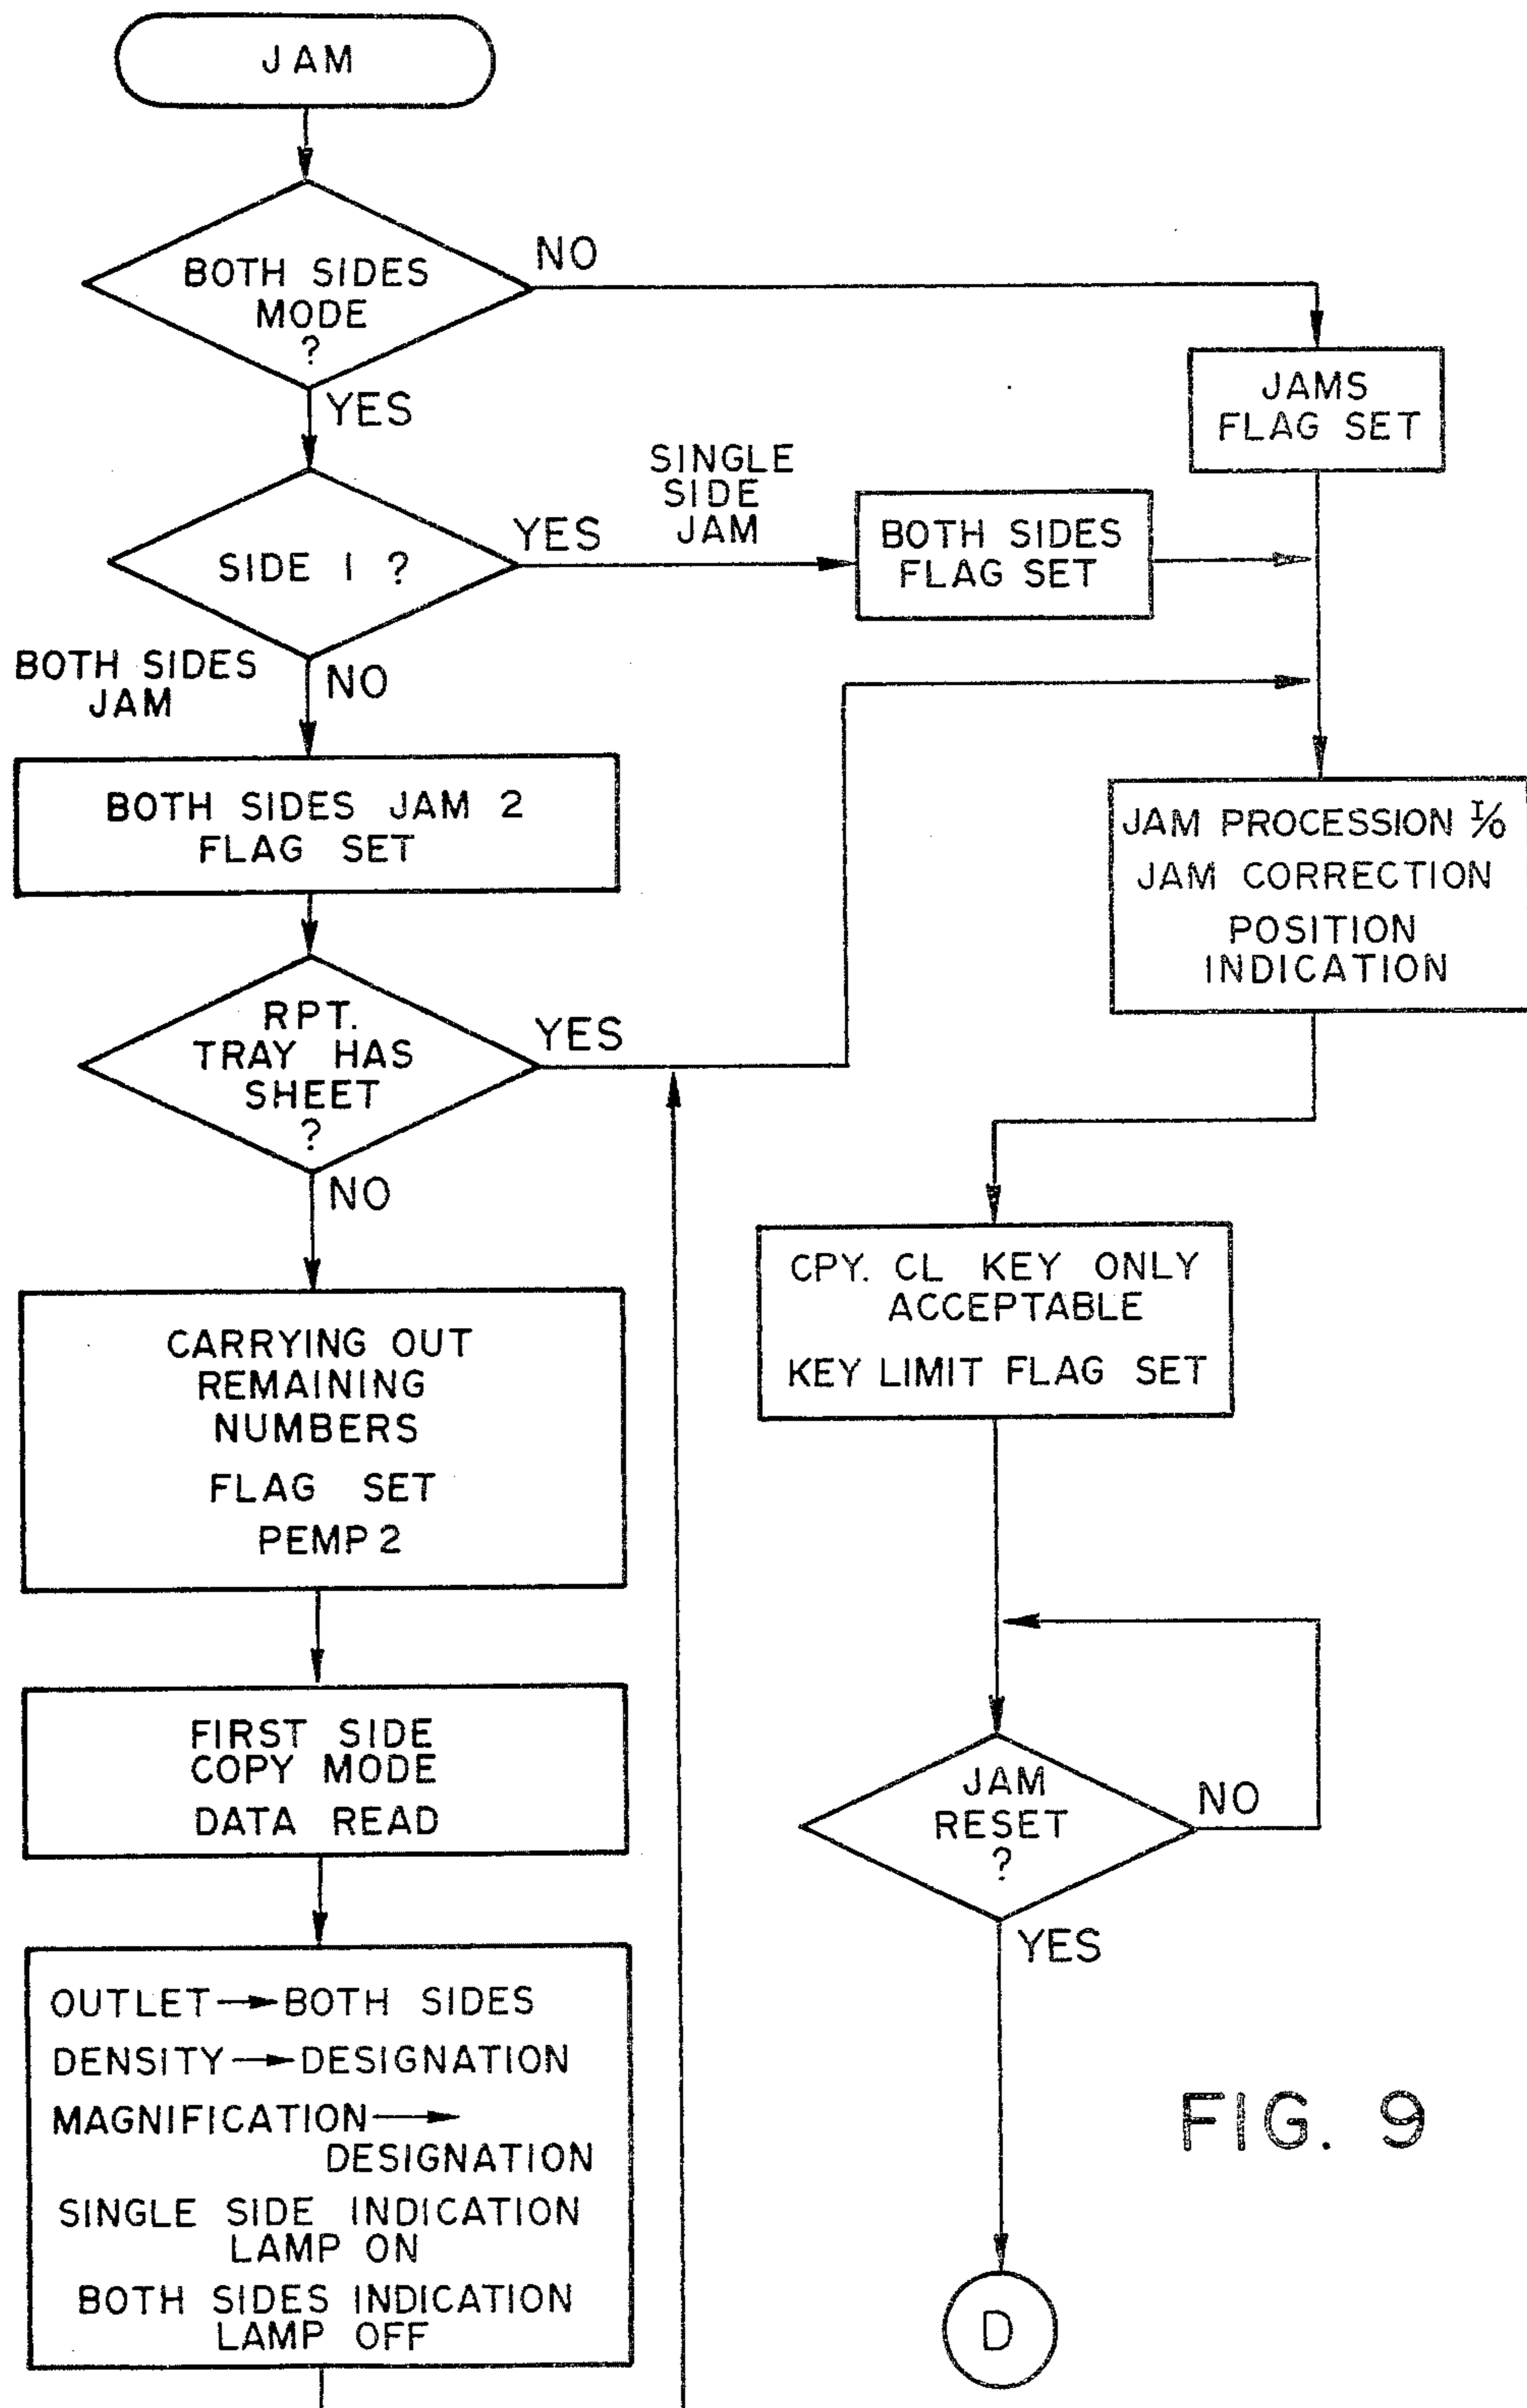 JAM
BOTH SIDES
MODE
?
NO
YES
JAMS
FLAG SET
SIDE 1 ?
YES
SINGLE
SIDE
JAM
BOTH SIDES
FLAG SET
BOTH SIDES
JAM
NO
BOTH SIDES JAM 2
FLAG SET
JAM PROCESSION I/O
JAM CORRECTION
POSITION
INDICATION
RPT.
TRAY HAS
SHEET
?
YES
NO
CPY. CL KEY ONLY
ACCEPTABLE
KEY LIMIT FLAG SET
CARRYING OUT
REMAINING
NUMBERS
FLAG SET
PEMP 2
FIRST SIDE
COPY MODE
DATA READ
JAM
RESET
?
NO
YES
OUTLET→BOTH SIDES
DENSITY→DESIGNATION
MAGNIFICATION→
DESIGNATION
SINGLE SIDE INDICATION
LAMP ON
BOTH SIDES INDICATION
LAMP OFF
D
FIG. 9